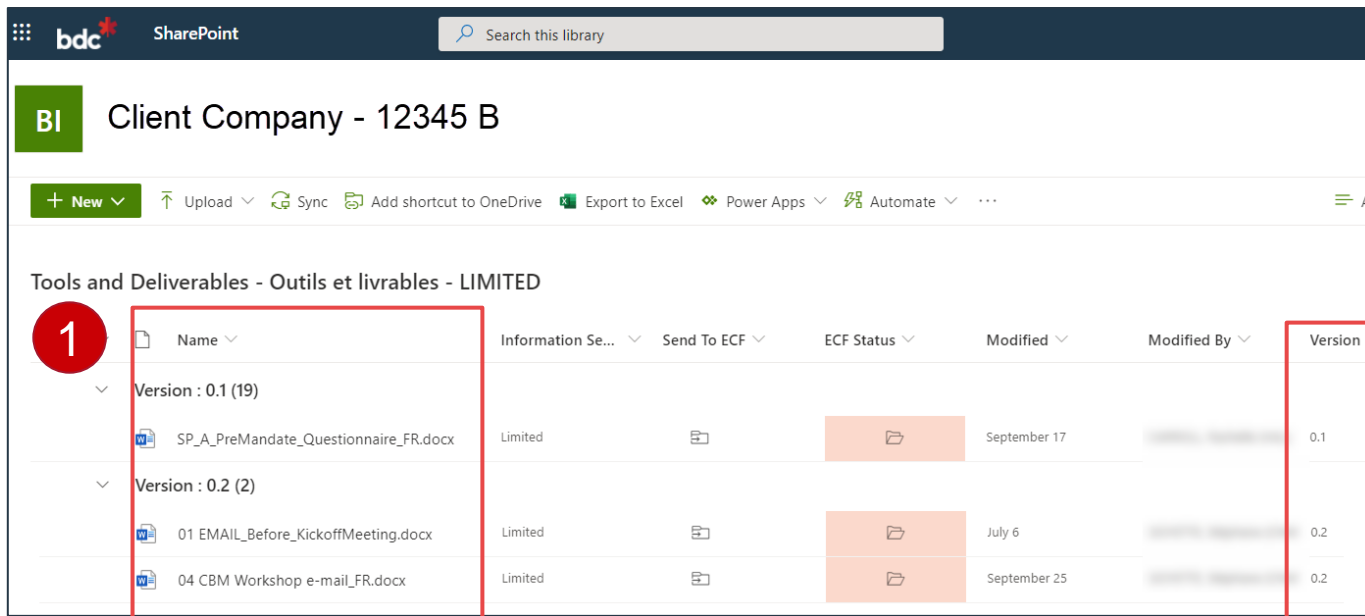 bdc SharePoint Search this library
BI Client Company - 12345 B
New Upload Sync Add shortcut to OneDrive Export to Excel Power Apps Automate ...
Tools and Deliverables - Outils et livrables - LIMITED
1 Name Information Se... Send To ECF ECF Status Modified Modified By Version
Version : 0.1 (19)
SP_A_PreMandate_Questionnaire_FR.docx Limited September 17 0.1
Version : 0.2 (2)
01 EMAIL_Before_KickoffMeeting.docx Limited July 6 0.2
04 CBM Workshop e-mail_FR.docx Limited September 25 0.2